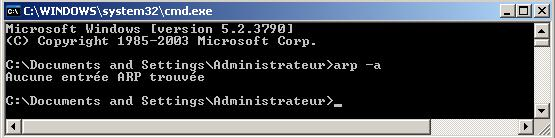 C:\WINDOWS\system32\cmd.exe
Microsoft Windows [version 5.2.3790]
(C) Copyright 1985-2003 Microsoft Corp.
C:\Documents and Settings\Administrateur>arp -a
Aucune entrée ARP trouvée
C:\Documents and Settings\Administrateur>_